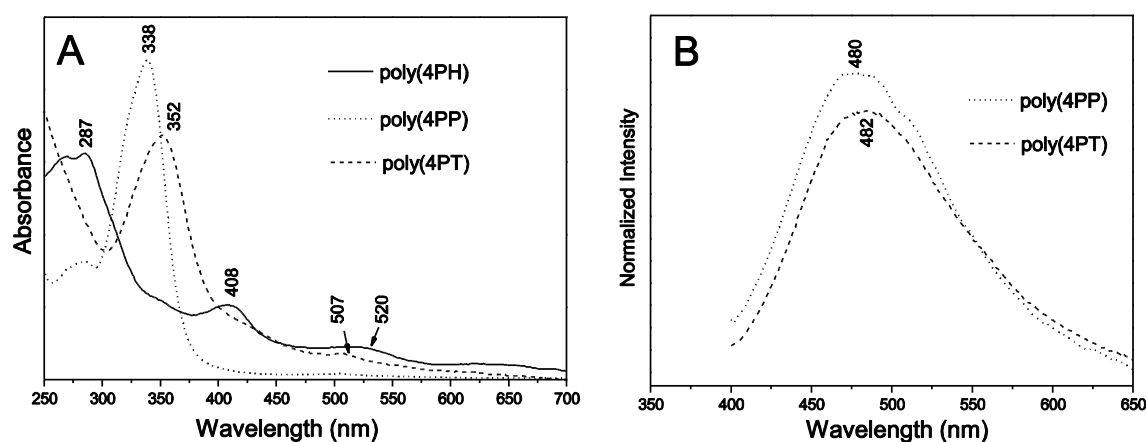 A
338
352
287
408
507
520
poly(4PH)
poly(4PP)
poly(4PT)
Absorbance
250 300 350 400 450 500 550 600 650 700
Wavelength (nm)
B
480
482
poly(4PP)
poly(4PT)
Normalized Intensity
350 400 450 500 550 600 650
Wavelength (nm)